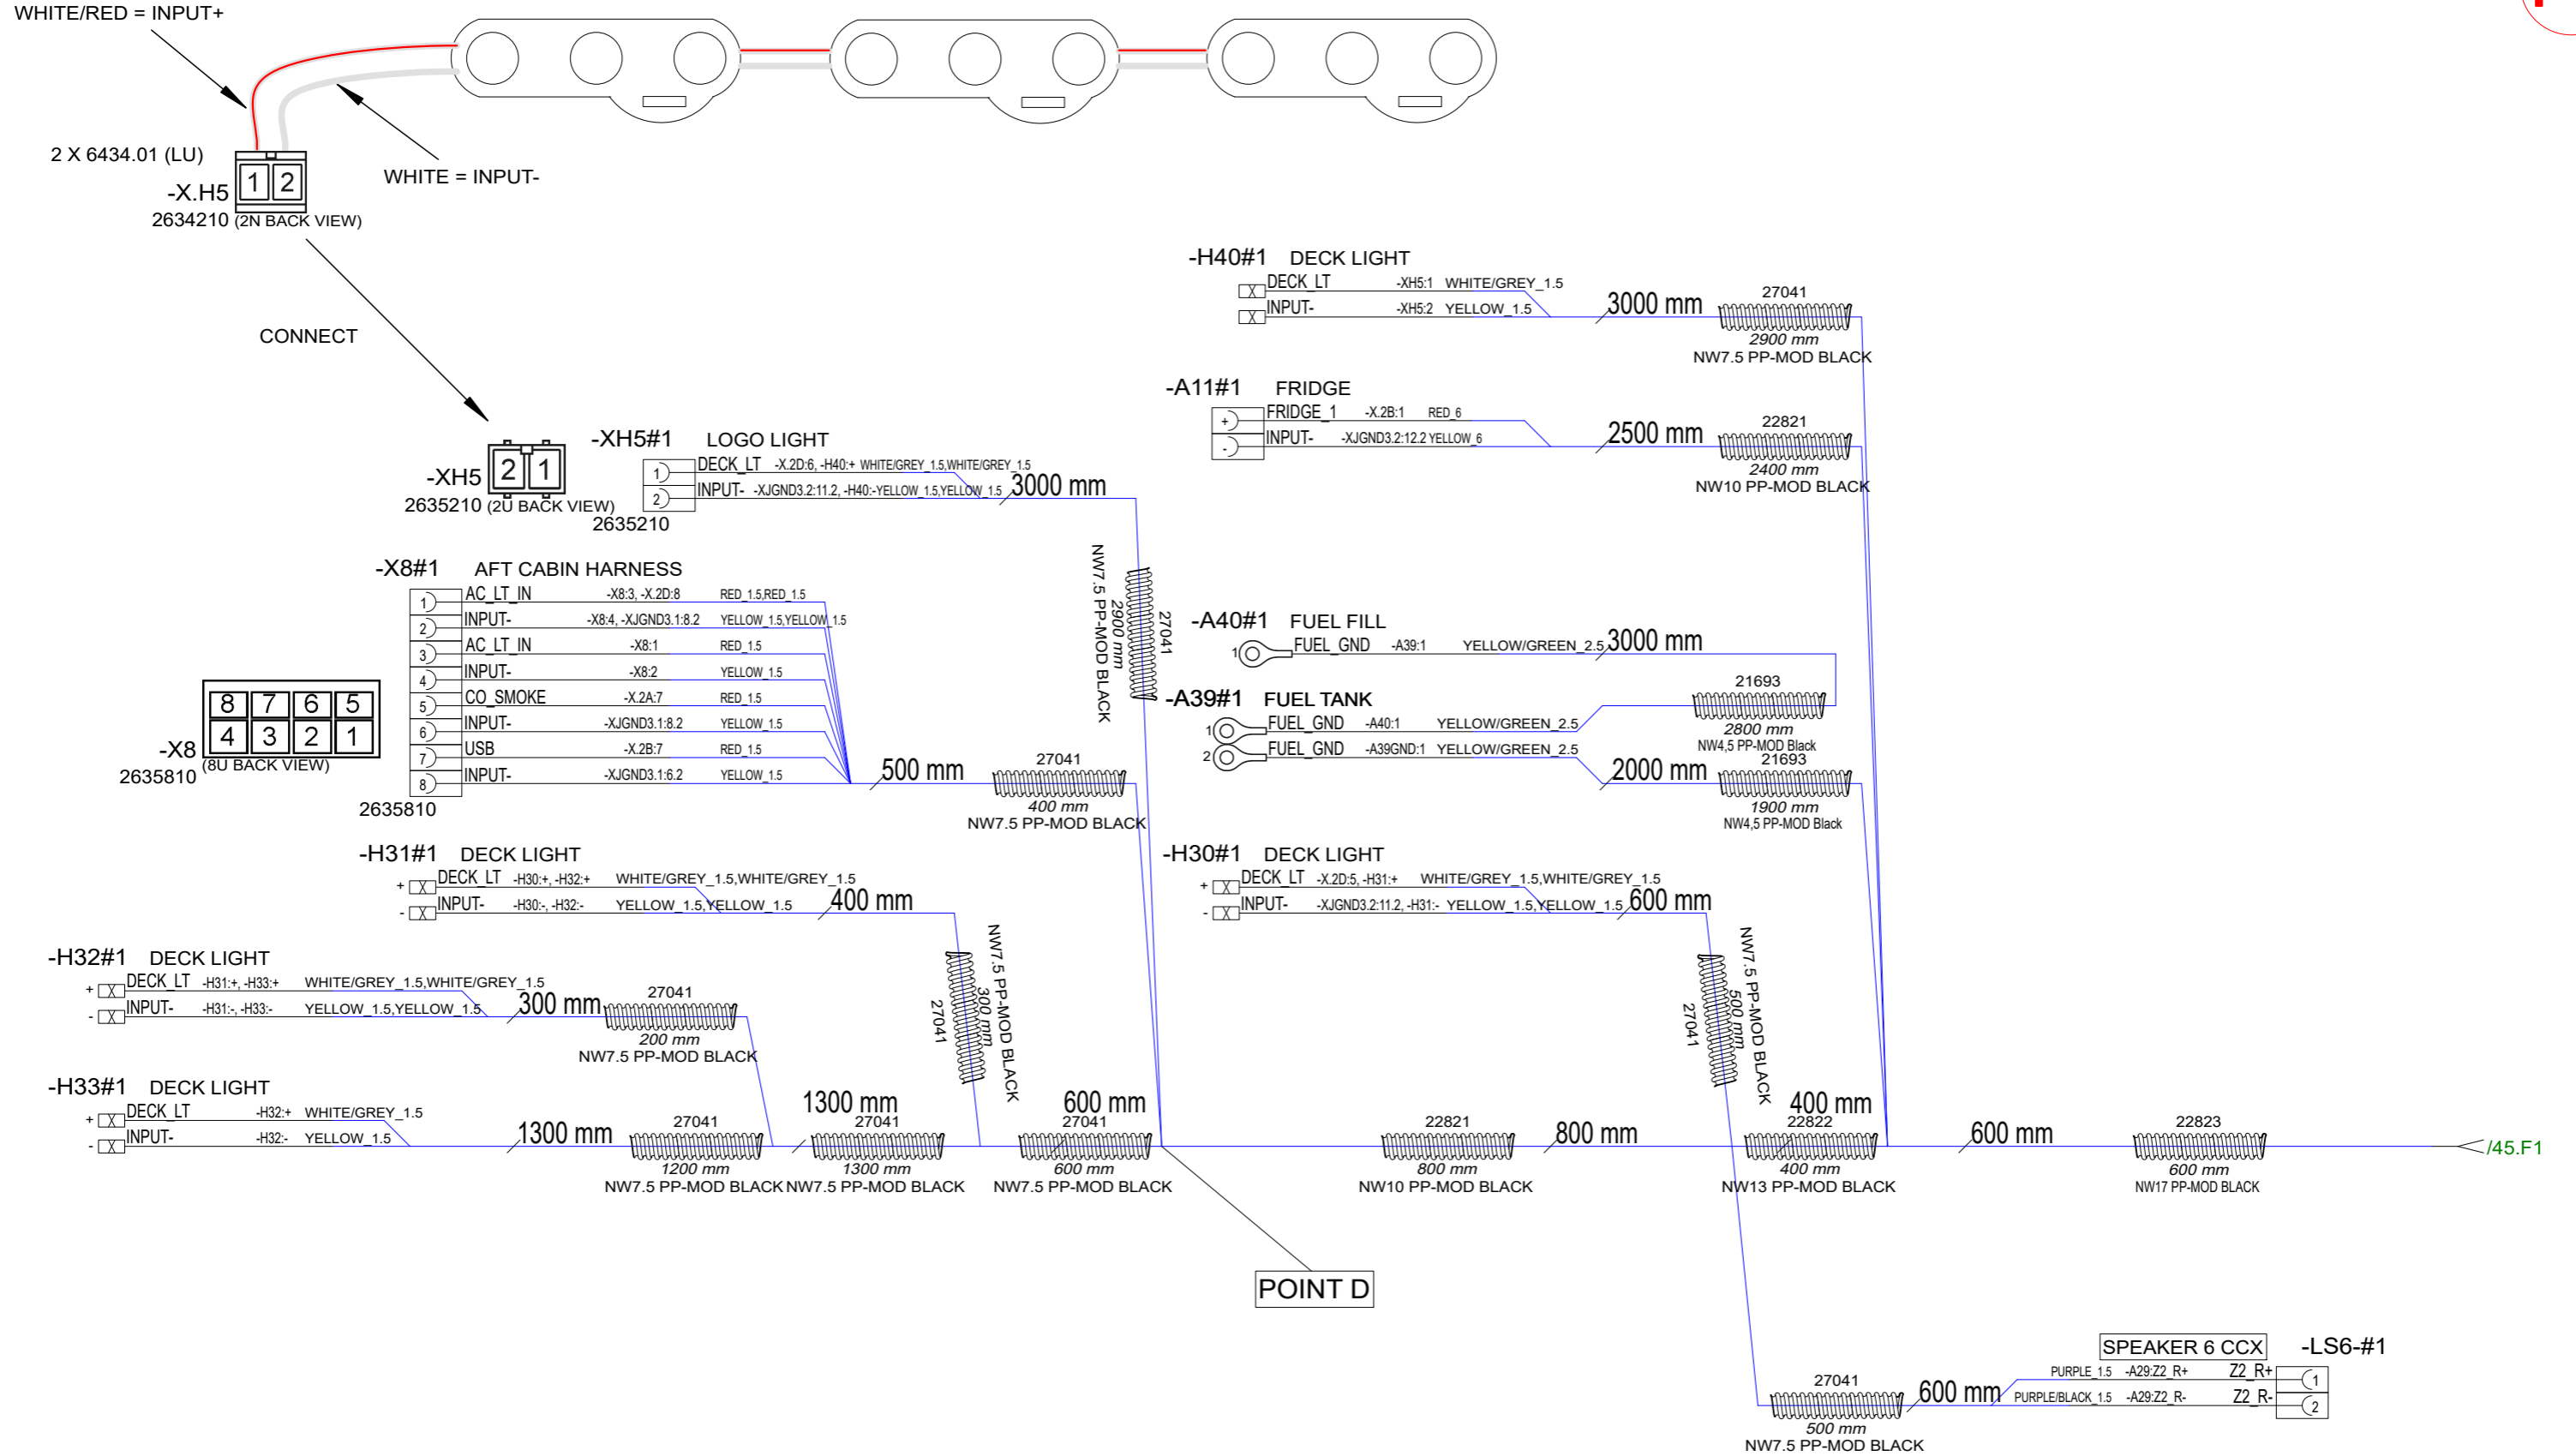 WHITE/RED = INPUT+
2 X 6434.01 (LU)
1 2
-X.H5
2634210 (2N BACK VIEW)
WHITE = INPUT-
CONNECT
-XH5
2 1
2635210 (2U BACK VIEW)
-XH5#1 LOGO LIGHT
1 DECK_LT -X.2D:6, -H40:+ WHITE/GREY_1.5,WHITE/GREY_1.5
2 INPUT- -XJGND3.2:11.2, -H40:- YELLOW_1.5,YELLOW_1.5
3000 mm
2635210
27041
2900 mm
NW7.5 PP-MOD BLACK
-H40#1 DECK LIGHT
DECK_LT -XH5:1 WHITE/GREY_1.5
INPUT- -XH5:2 YELLOW_1.5
3000 mm
27041
2900 mm
NW7.5 PP-MOD BLACK
-A11#1 FRIDGE
+ FRIDGE_1 -X.2B:1 RED_6
- INPUT- -XJGND3.2:12.2 YELLOW_6
2500 mm
22821
2400 mm
NW10 PP-MOD BLACK
-X8#1 AFT CABIN HARNESS
1 AC_LT_IN -X8:3, -X.2D:8 RED_1.5,RED_1.5
2 INPUT- -X8:4, -XJGND3.1:8.2 YELLOW_1.5,YELLOW_1.5
3 AC_LT_IN -X8:1 RED_1.5
4 INPUT- -X8:2 YELLOW_1.5
5 CO_SMOKE -X.2A:7 RED_1.5
6 INPUT- -XJGND3.1:8.2 YELLOW_1.5
7 USB -X.2B:7 RED_1.5
8 INPUT- -XJGND3.1:6.2 YELLOW_1.5
2635810
8 7 6 5
4 3 2 1
-X8
2635810 (8U BACK VIEW)
500 mm
27041
400 mm
NW7.5 PP-MOD BLACK
-A40#1 FUEL FILL
1 FUEL_GND -A39:1 YELLOW/GREEN_2.5
3000 mm
-A39#1 FUEL TANK
1 FUEL_GND -A40:1 YELLOW/GREEN_2.5
2 FUEL_GND -A39GND:1 YELLOW/GREEN_2.5
21693
2800 mm
NW4,5 PP-MOD Black
2000 mm
21693
1900 mm
NW4,5 PP-MOD Black
-H31#1 DECK LIGHT
+ DECK_LT -H30:+, -H32:+ WHITE/GREY_1.5,WHITE/GREY_1.5
- INPUT- -H30:-, -H32:- YELLOW_1.5,YELLOW_1.5
400 mm
27041
300 mm
NW7.5 PP-MOD BLACK
-H30#1 DECK LIGHT
+ DECK_LT -X.2D:5, -H31:+ WHITE/GREY_1.5,WHITE/GREY_1.5
- INPUT- -XJGND3.2:11.2, -H31:- YELLOW_1.5,YELLOW_1.5
600 mm
27041
500 mm
NW7.5 PP-MOD BLACK
-H32#1 DECK LIGHT
+ DECK_LT -H31:+, -H33:+ WHITE/GREY_1.5,WHITE/GREY_1.5
- INPUT- -H31:-, -H33:- YELLOW_1.5,YELLOW_1.5
300 mm
27041
200 mm
NW7.5 PP-MOD BLACK
-H33#1 DECK LIGHT
+ DECK_LT -H32:+ WHITE/GREY_1.5
- INPUT- -H32:- YELLOW_1.5
1300 mm
27041
1200 mm
NW7.5 PP-MOD BLACK
1300 mm
27041
1300 mm
NW7.5 PP-MOD BLACK
600 mm
27041
600 mm
NW7.5 PP-MOD BLACK
22821
800 mm
NW10 PP-MOD BLACK
800 mm
400 mm
22822
400 mm
NW13 PP-MOD BLACK
600 mm
22823
600 mm
NW17 PP-MOD BLACK
/45.F1
POINT D
SPEAKER 6 CCX -LS6-#1
PURPLE_1.5 -A29:Z2_R+ Z2_R+ 1
PURPLE/BLACK_1.5 -A29:Z2_R- Z2_R- 2
600 mm
27041
500 mm
NW7.5 PP-MOD BLACK